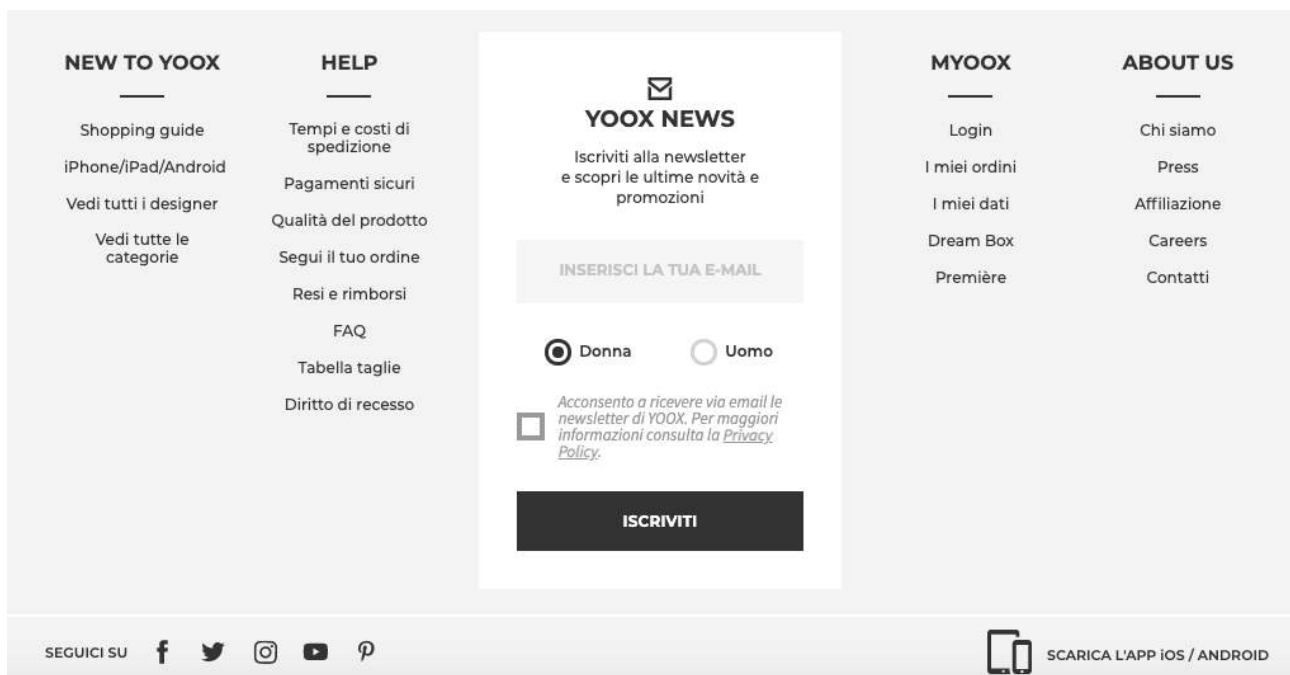 NEW TO YOOX
Shopping guide
iPhone/iPad/Android
Vedi tutti i designer
Vedi tutte le
categorie
HELP
Tempi e costi di
spedizione
Pagamenti sicuri
Qualità del prodotto
Segui il tuo ordine
Resi e rimborsi
FAQ
Tabella taglie
Diritto di recesso
YOOX NEWS
Iscriviti alla newsletter
e scopri le ultime novità e
promozioni
INSERISCI LA TUA E-MAIL
Donna
Uomo
Acconsento a ricevere via email le
newsletter di YOOX. Per maggiori
informazioni consulta la Privacy
Policy.
ISCRIVITI
MYOOX
Login
I miei ordini
I miei dati
Dream Box
Première
ABOUT US
Chi siamo
Press
Affiliazione
Careers
Contatti
SEGUICI SU
SCARICA L'APP iOS / ANDROID